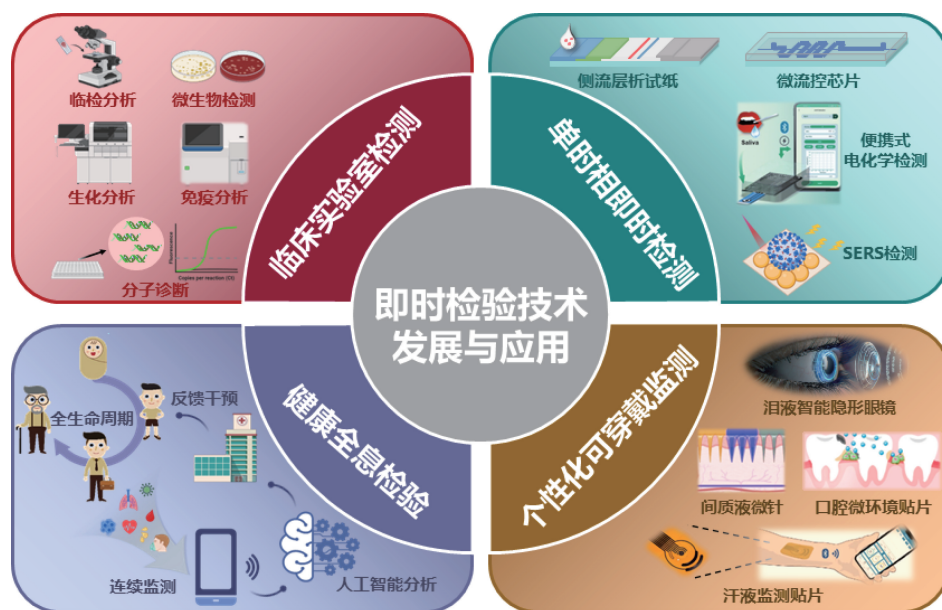 临检分析
微生物检测
生化分析
免疫分析
Fluorescence
Copies per reaction (Ct)
分子诊断
临床实验室检测
侧流层析试纸
微流控芯片
Saliva
便携式
电化学检测
SERS检测
单时相即时检测
即时检验技术
发展与应用
全生命周期
反馈干预
连续监测
人工智能分析
健康全息检验
个性化可穿戴监测
泪液智能隐形眼镜
间质液微针
口腔微环境贴片
汗液监测贴片